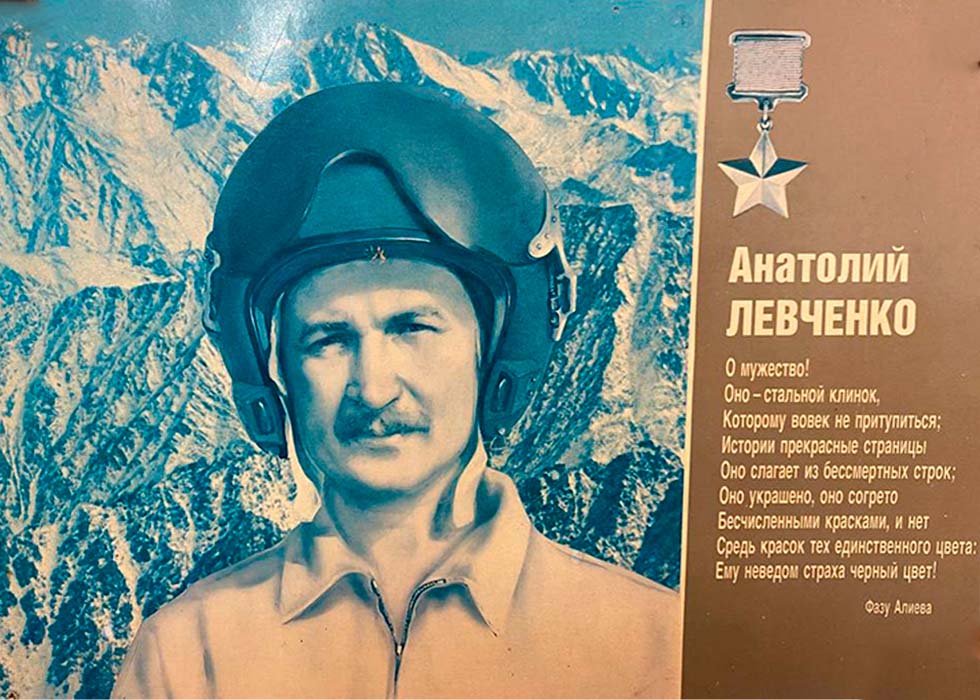 Анатолий
ЛЕВЧЕНКО
О мужество!
Оно – стальной клинок,
Которому вовек не притупиться;
Истории прекрасные страницы
Оно слагает из бессмертных строк;
Оно украшено, оно согрето
Бесчисленными красками, и нет
Средь красок тех единственного цвета:
Ему неведом страха черный цвет!
Фазу Алиева